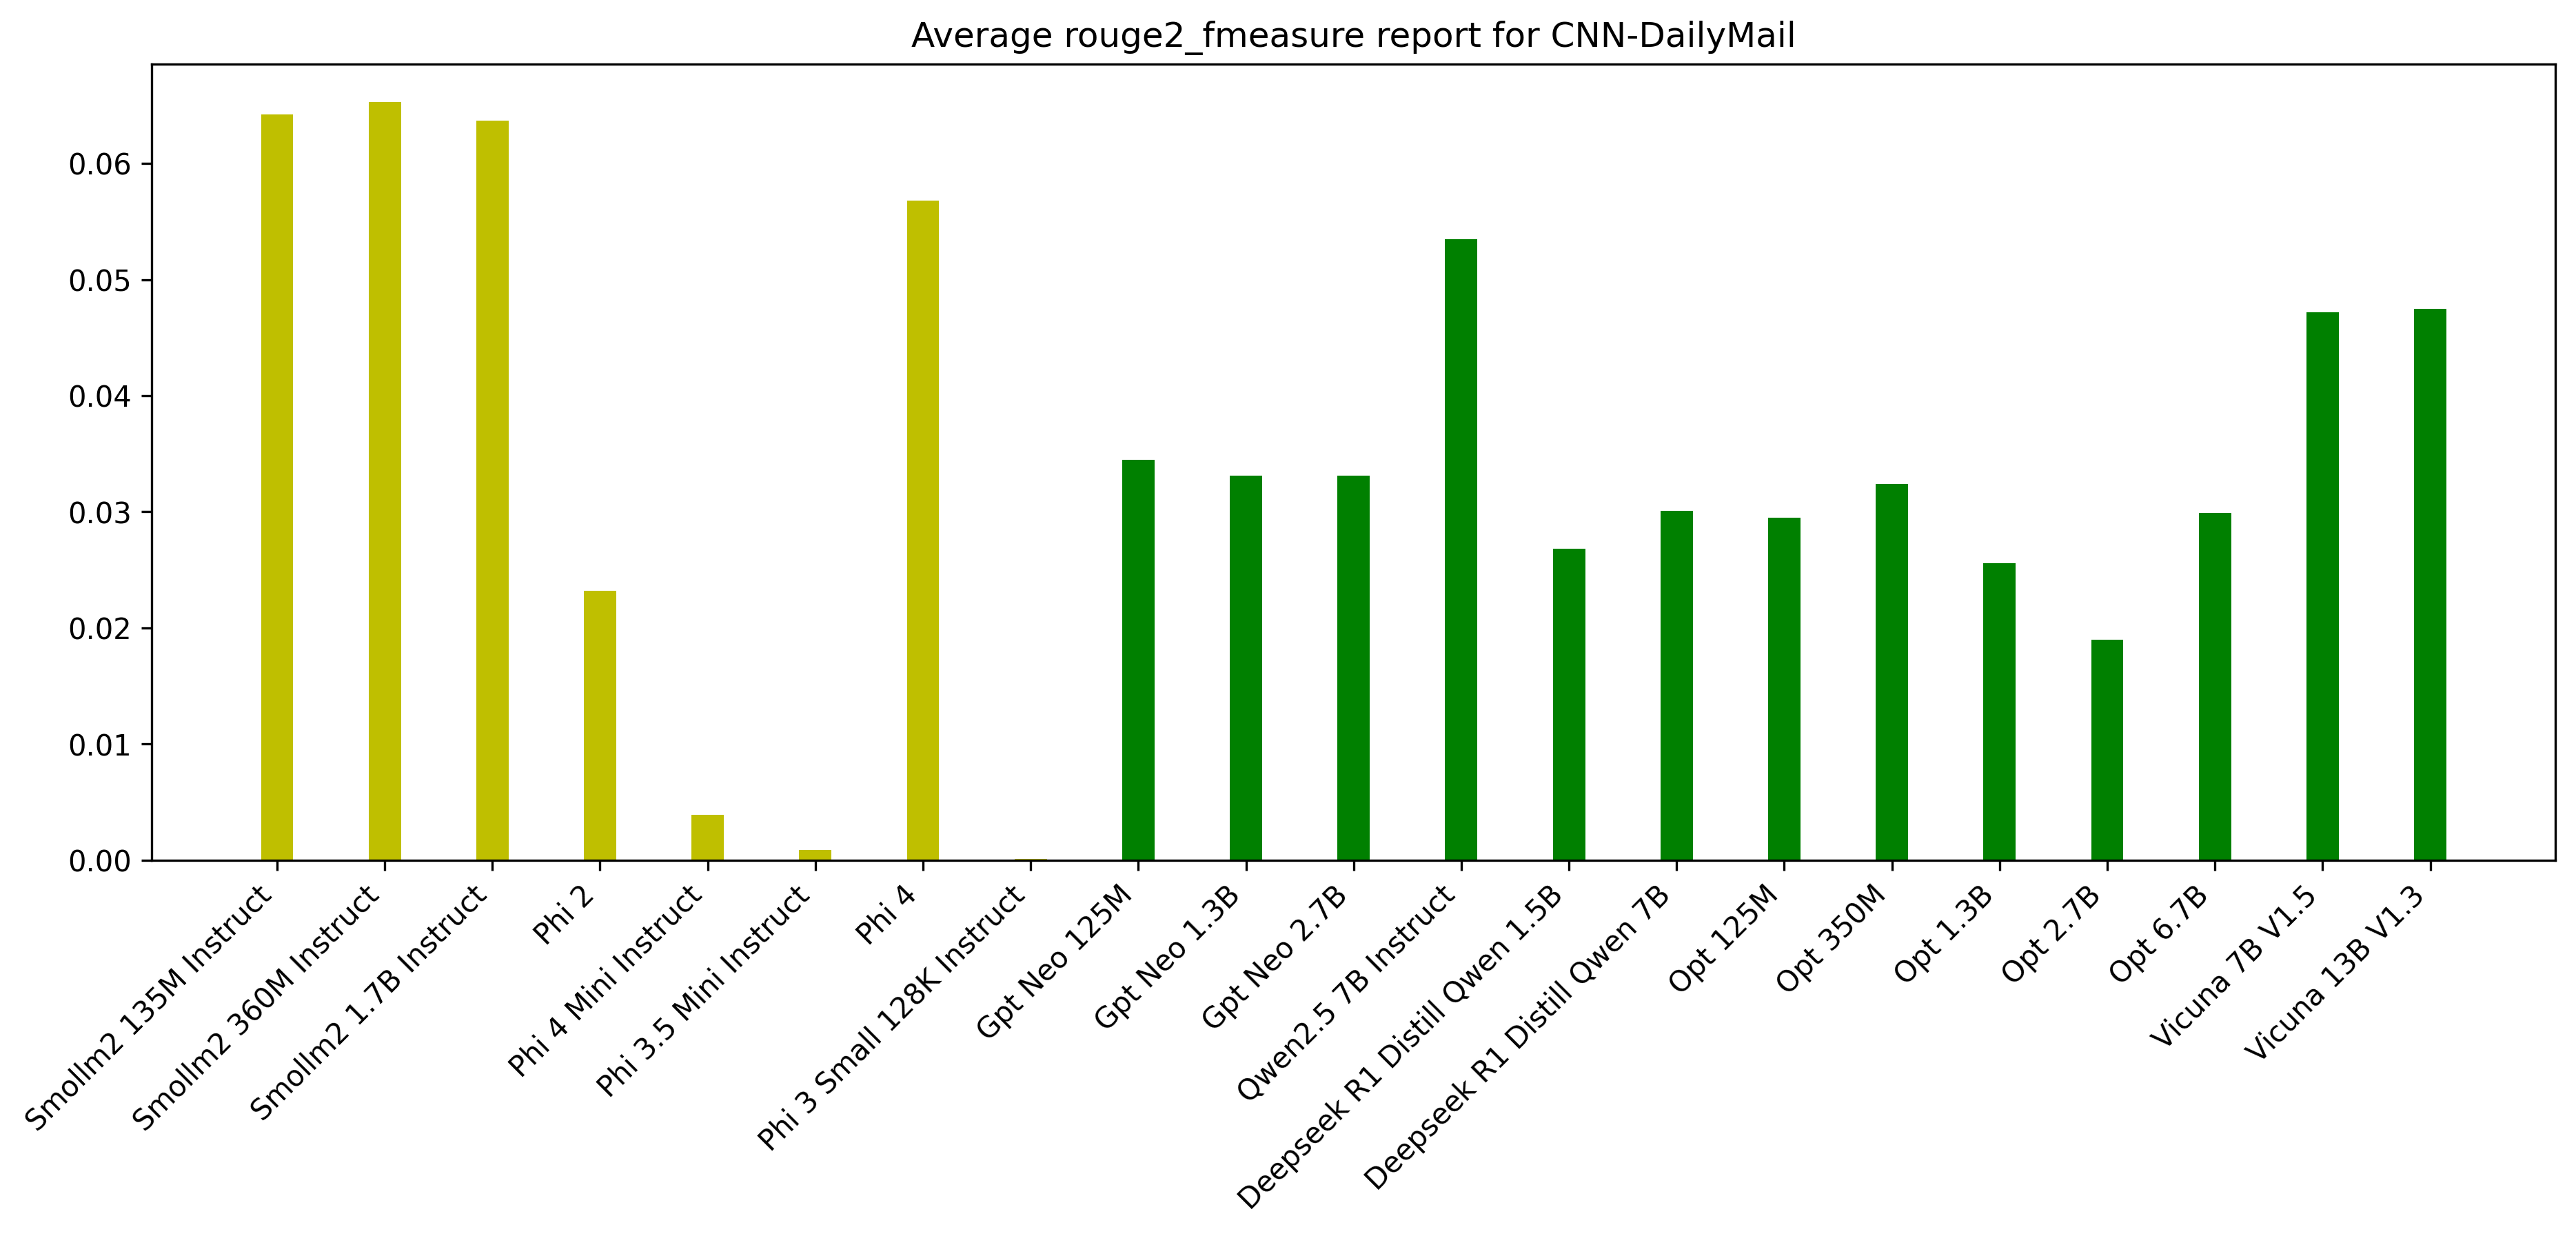 Average rouge2_fmeasure report for CNN-DailyMail
0.06
0.05
0.04
0.03
0.02
0.01
0.00
Smollm2 135M Instruct
Smollm2 360M Instruct
Smollm2 1.7B Instruct
Phi 2
Phi 4 Mini Instruct
Phi 3.5 Mini Instruct
Phi 4
Phi 3 Small 128K Instruct
Gpt Neo 125M
Gpt Neo 1.3B
Gpt Neo 2.7B
Qwen2.5 7B Instruct
Deepseek R1 Distill Qwen 1.5B
Deepseek R1 Distill Qwen 7B
Opt 125M
Opt 350M
Opt 1.3B
Opt 2.7B
Opt 6.7B
Vicuna 7B V1.5
Vicuna 13B V1.3